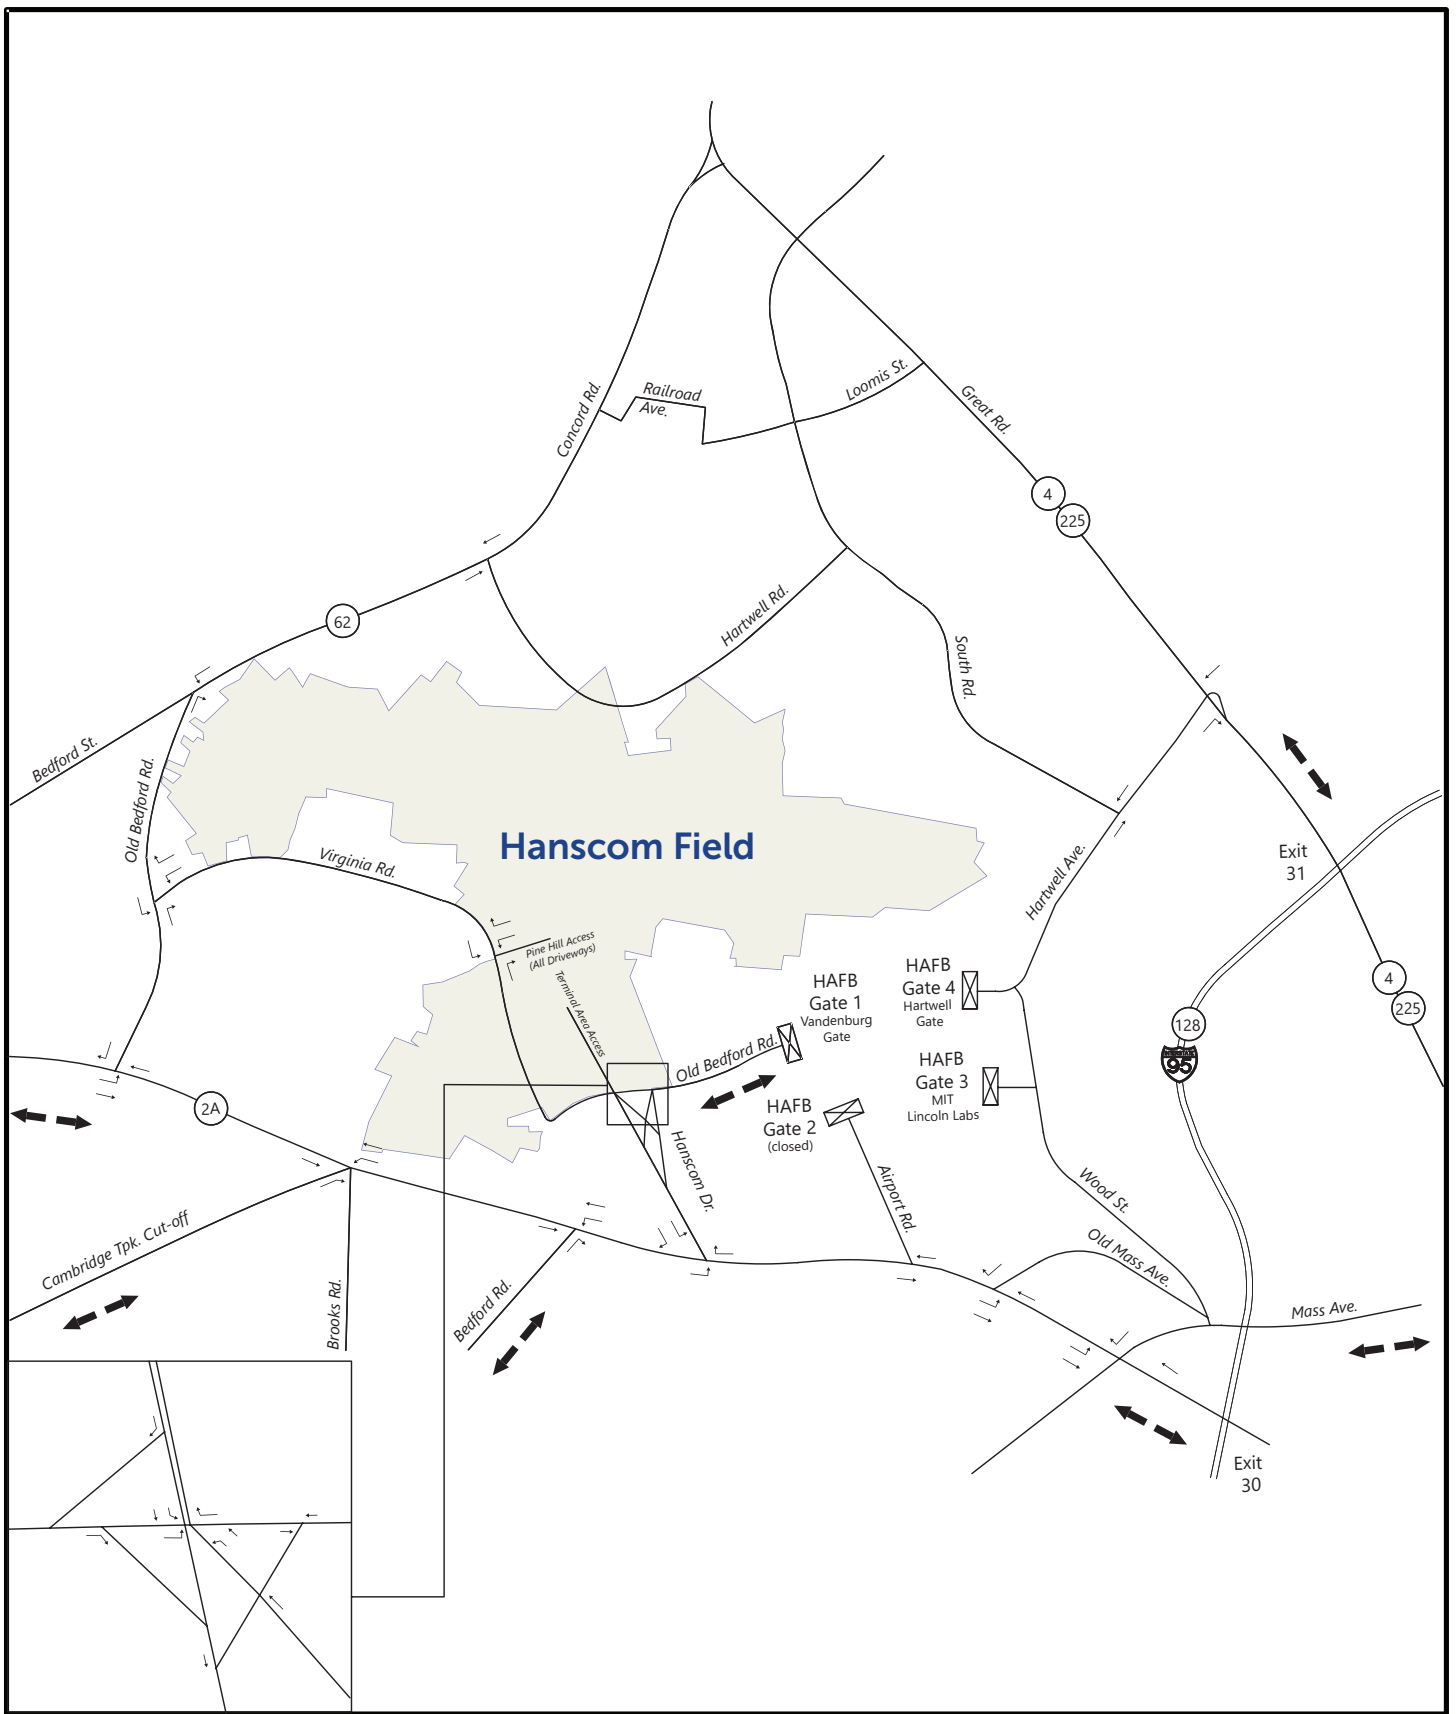 Concord Rd.
Railroad
Ave.
Loomis St.
Great Rd.
4
225
62
Hartwell Rd.
South Rd.
Bedford St.
Old Bedford Rd.
Virginia Rd.
Hanscom Field
Hartwell Ave.
Exit
31
Pine Hill Access
(All Driveways)
Terminal Area Access
HAFB
Gate 1
Vandenburg
Gate
HAFB
Gate 4
Hartwell
Gate
4
225
128
INTERSTATE
95
Old Bedford Rd.
HAFB
Gate 3
MIT
Lincoln Labs
2A
HAFB
Gate 2
(closed)
Hanscom Dr.
Airport Rd.
Wood St.
Old Mass Ave.
Mass Ave.
Cambridge Tpk. Cut-off
Brooks Rd.
Bedford Rd.
Exit
30